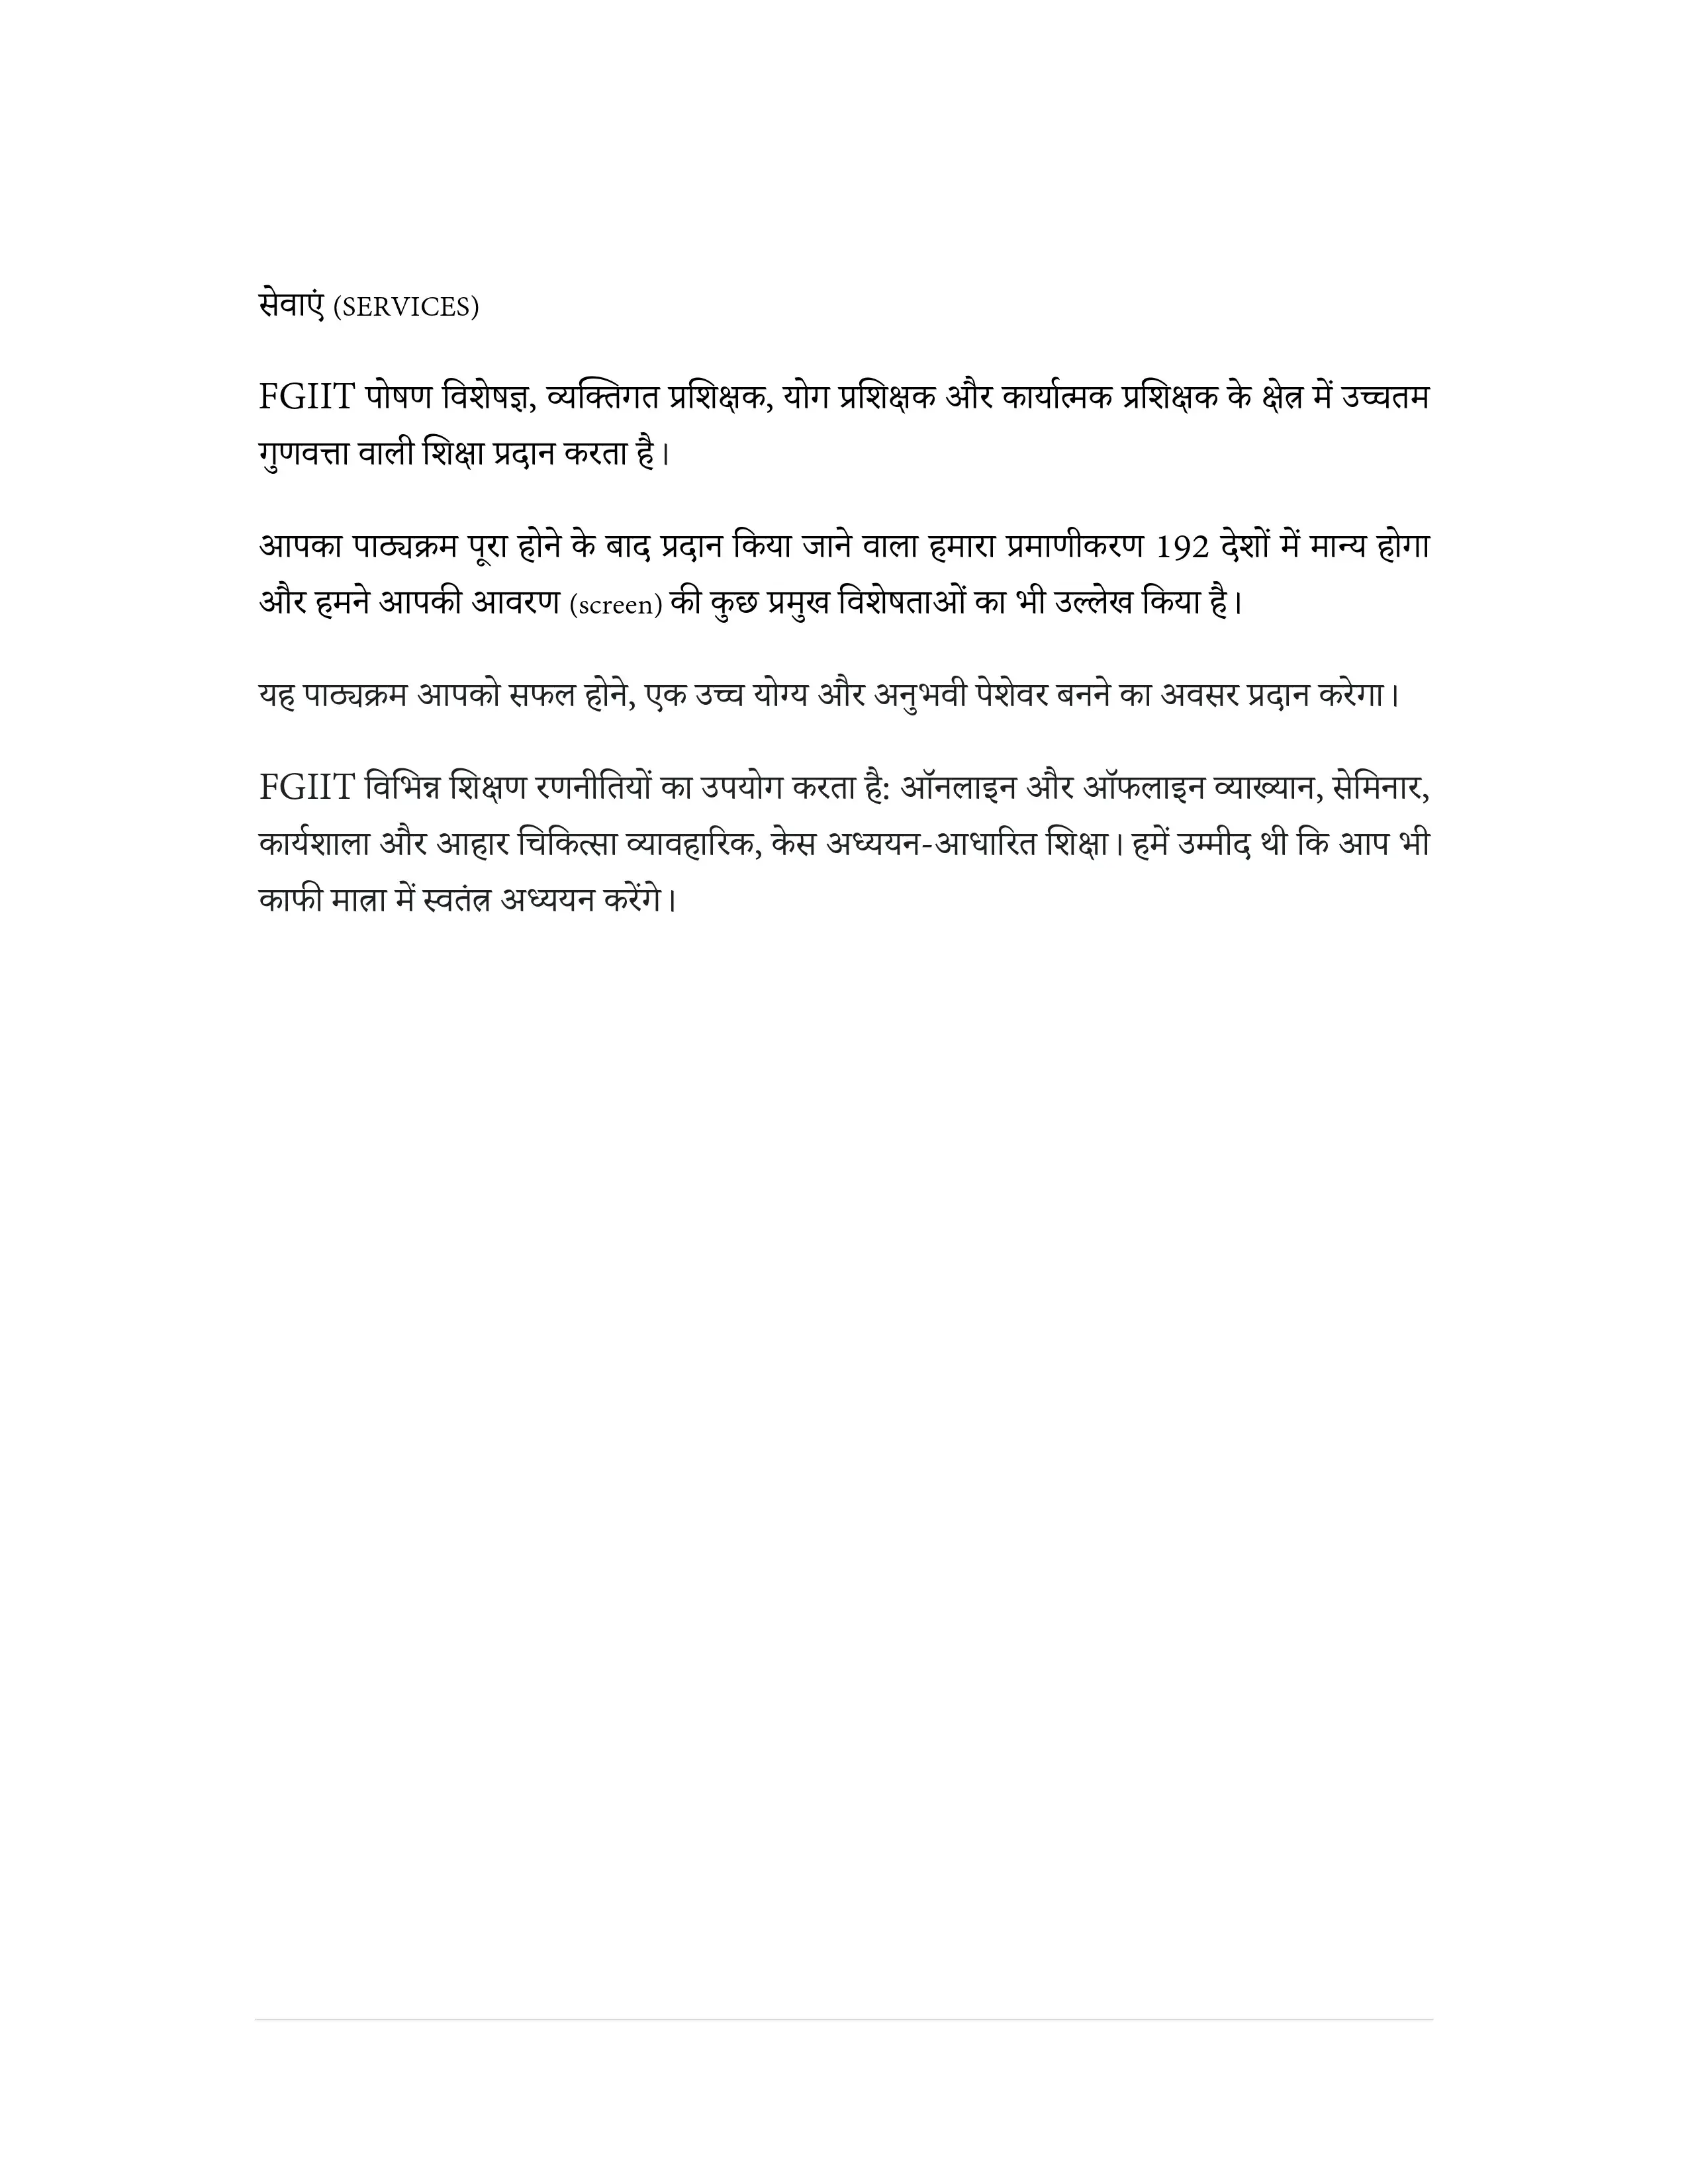 सेवाएं (SERVICES)
FGIIT पोषण विशेषज्ञ, व्यक्तिगत प्रशिक्षक, योग प्रशिक्षक और कार्यात्मक प्रशिक्षक के क्षेत्र में उच्चतम
गुणवत्ता वाली शिक्षा प्रदान करता है।
आपका पाठ्यक्रम पूरा होने के बाद प्रदान किया जाने वाला हमारा प्रमाणीकरण 192 देशों में मान्य होगा
और हमने आपकी आवरण (screen) की कुछ प्रमुख विशेषताओं का भी उल्लेख किया है।
यह पाठ्यक्रम आपको सफल होने, एक उच्च योग्य और अनुभवी पेशेवर बनने का अवसर प्रदान करेगा।
FGIIT विभिन्न शिक्षण रणनीतियों का उपयोग करता है: ऑनलाइन और ऑफलाइन व्याख्यान, सेमिनार,
कार्यशाला और आहार चिकित्सा व्यावहारिक, केस अध्ययन-आधारित शिक्षा। हमें उम्मीद थी कि आप भी
काफी मात्रा में स्वतंत्र अध्ययन करेंगे।